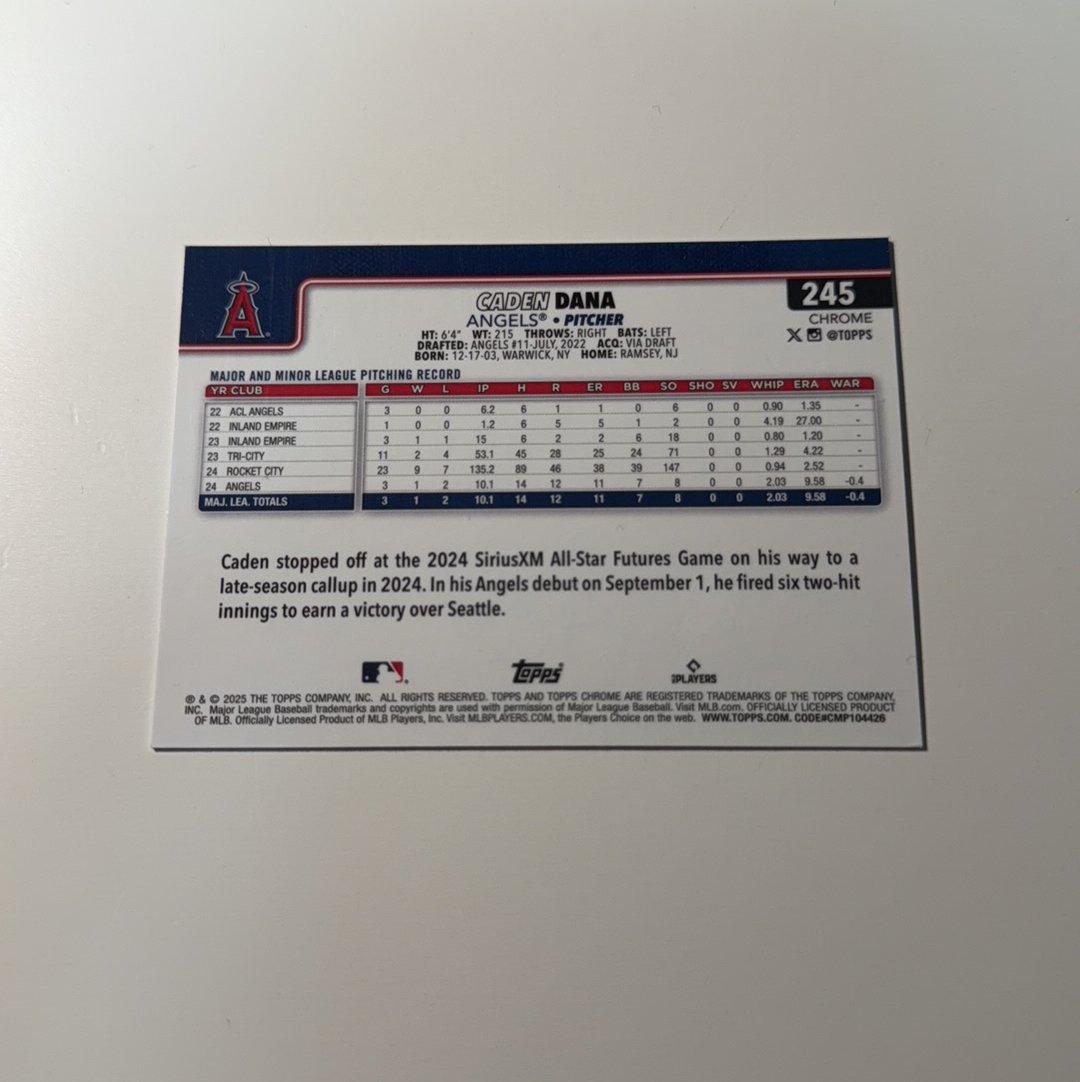 A
245
CHROME
@TOPPS
CADEN DANA
ANGELS® • PITCHER
HT: 6'4" WT: 215 THROWS: RIGHT BATS: LEFT
DRAFTED: ANGELS #11-JULY, 2022 ACQ: VIA DRAFT
BORN: 12-17-03, WARWICK, NY HOME: RAMSEY, NJ
MAJOR AND MINOR LEAGUE PITCHING RECORD
YR CLUB G W L IP H R ER BB SO SHO SV WHIP ERA WAR
22 ACL ANGELS 3 0 0 6.2 6 1 1 0 6 0 0 0.90 1.35 -
22 INLAND EMPIRE 1 0 0 1.2 6 5 5 1 2 0 0 4.19 27.00 -
23 INLAND EMPIRE 3 1 1 15 6 2 2 6 18 0 0 0.80 1.20 -
23 TRI-CITY 11 2 4 53.1 45 28 25 24 71 0 0 1.29 4.22 -
24 ROCKET CITY 23 9 7 135.2 89 46 38 39 147 0 0 0.94 2.52 -
24 ANGELS 3 1 2 10.1 14 12 11 7 8 0 0 2.03 9.58 -0.4
MAJ. LEA. TOTALS 3 1 2 10.1 14 12 11 7 8 0 0 2.03 9.58 -0.4
Caden stopped off at the 2024 SiriusXM All-Star Futures Game on his way to a
late-season callup in 2024. In his Angels debut on September 1, he fired six two-hit
innings to earn a victory over Seattle.
Topps
PLAYERS
® & © 2025 THE TOPPS COMPANY, INC. ALL RIGHTS RESERVED. TOPPS AND TOPPS CHROME ARE REGISTERED TRADEMARKS OF THE TOPPS COMPANY,
INC. Major League Baseball trademarks and copyrights are used with permission of Major League Baseball. Visit MLB.com. OFFICIALLY LICENSED PRODUCT
OF MLB. Officially Licensed Product of MLB Players, Inc. Visit MLBPLAYERS.COM, the Players Choice on the web. WWW.TOPPS.COM. CODE#CMP104426